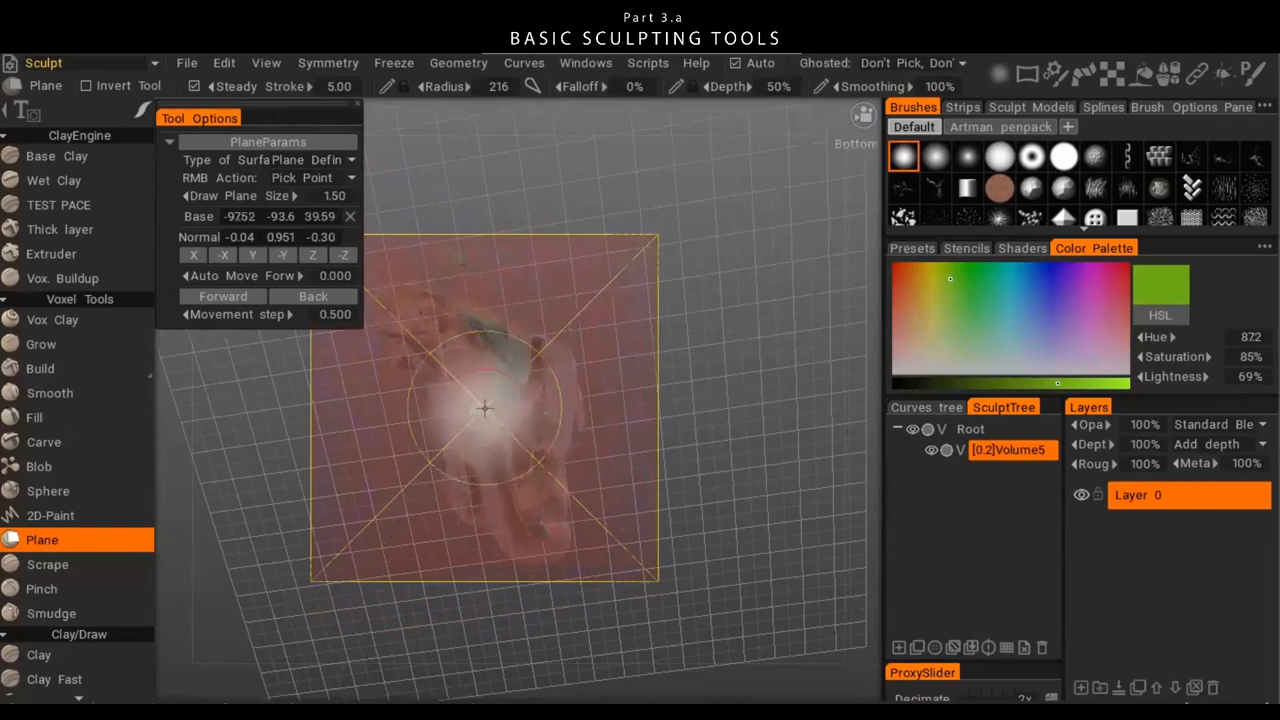 Part 3.a
BASIC SCULPTING TOOLS
Sculpt File Edit View Symmetry Freeze Geometry Curves Windows Scripts Help Auto Ghosted: Don't Pick, Don'
Plane Invert Tool Steady Stroke 5.00 Radius 216 Falloff 0% Depth 50% Smoothing 100%
Tool Options
PlaneParams
Type of Surfa Plane Defin
RMB Action: Pick Point
Draw Plane Size 1.50
Base -97.52 -93.6 39.59
Normal -0.04 0.951 -0.30
X -X Y -Y Z -Z
Auto Move Forw 0.000
Forward Back
Movement step 0.500
ClayEngine
Base Clay
Wet Clay
TEST PACE
Thick layer
Extruder
Vox. Buildup
Voxel Tools
Vox Clay
Grow
Build
Smooth
Fill
Carve
Blob
Sphere
2D-Paint
Plane
Scrape
Pinch
Smudge
Clay/Draw
Clay
Clay Fast
Bottom
Brushes Strips Sculpt Models Splines Brush Options Pane
Default Artman penpack
Presets Stencils Shaders Color Palette
HSL
Hue 87.2
Saturation 85%
Lightness 69%
Curves tree SculptTree
Root
V [0.2]Volume5
Layers
Opa 100% Standard Ble
Dept 100% Add depth
Roug 100% Meta 100%
Layer 0
ProxySlider
Decimate 2x